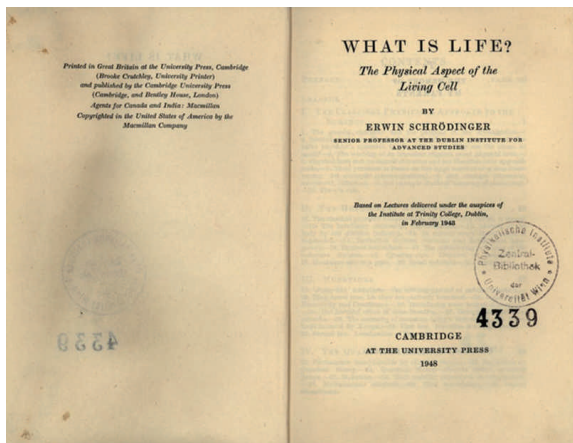 Printed in Great Britain at the University Press, Cambridge
(Brooke Crutchley, University Printer)
and published by the Cambridge University Press
(Cambridge, and Bentley House, London)
Agents for Canada and India: Macmillan
Copyrighted in the United States of America by the
Macmillan Company
WHAT IS LIFE?
The Physical Aspect of the
Living Cell
BY
ERWIN SCHRÖDINGER
SENIOR PROFESSOR AT THE DUBLIN INSTITUTE FOR
ADVANCED STUDIES
Based on Lectures delivered under the auspices of
the Institute at Trinity College, Dublin,
in February 1943
Physikalische Institute
Zentral-
Bibliothek
der
Universität Wien
4339
CAMBRIDGE
AT THE UNIVERSITY PRESS
1948